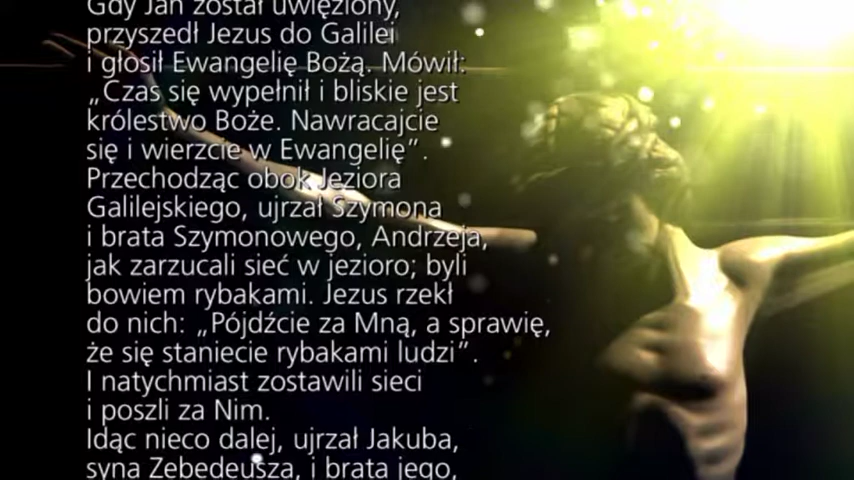 Gdy Jan został uwięziony,
przyszedł Jezus do Galilei
i głosił Ewangelię Bożą. Mówił:
„Czas się wypełnił i bliskie jest
królestwo Boże. Nawracajcie
się i wierzcie w Ewangelię”.
Przechodząc obok Jeziora
Galilejskiego, ujrzał Szymona
i brata Szymonowego, Andrzeja,
jak zarzucali sieć w jezioro; byli
bowiem rybakami. Jezus rzekł
do nich: „Pójdźcie za Mną, a sprawię,
że się staniecie rybakami ludzi”.
I natychmiast zostawili sieci
i poszli za Nim.
Idąc nieco dalej, ujrzał Jakuba,
syna Zebedeusza, i brata jego,